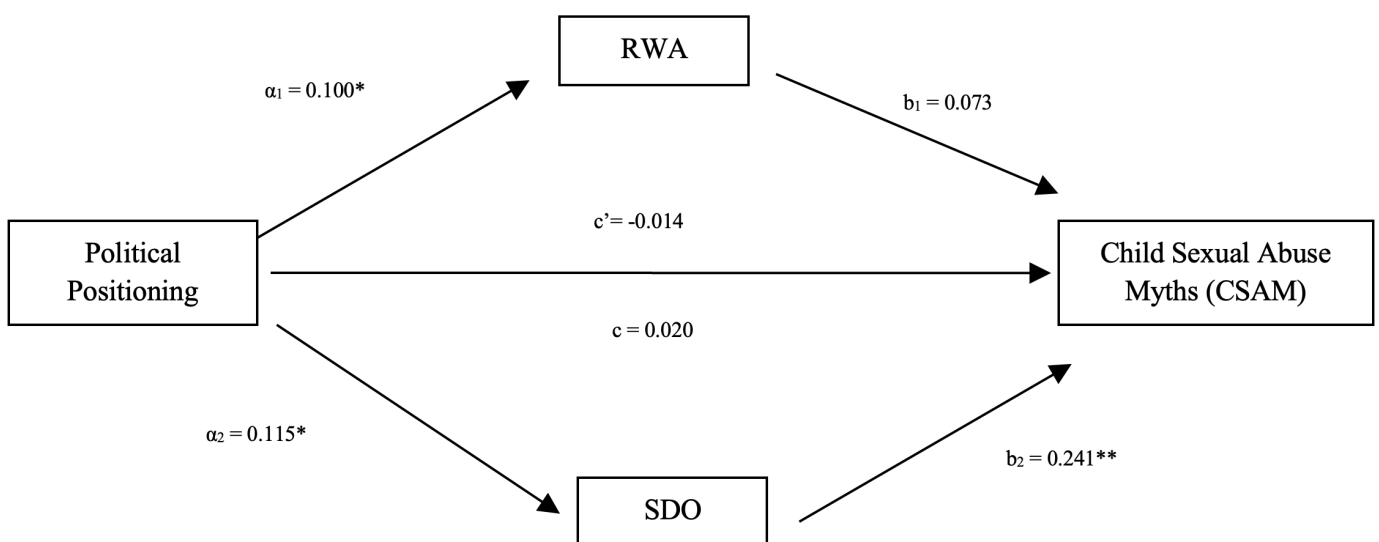 RWA
α₁ = 0.100*
b₁ = 0.073
c’= -0.014
Political
Positioning
Child Sexual Abuse
Myths (CSAM)
c = 0.020
α₂ = 0.115*
b₂ = 0.241**
SDO